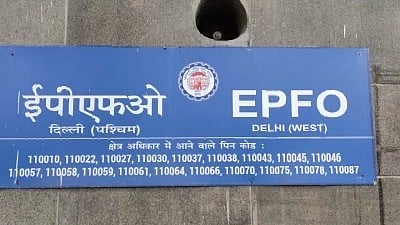 ईपीएफओ EPFO
दिल्ली (पश्चिम) DELHI (WEST)
क्षेत्र अधिकार में आने वाले पिन कोड :
110010, 110022, 110027, 110030, 110037, 110038, 110043, 110045, 110046
110057, 110058, 110059, 110061, 110064, 110066, 110070, 110075, 110078, 110087